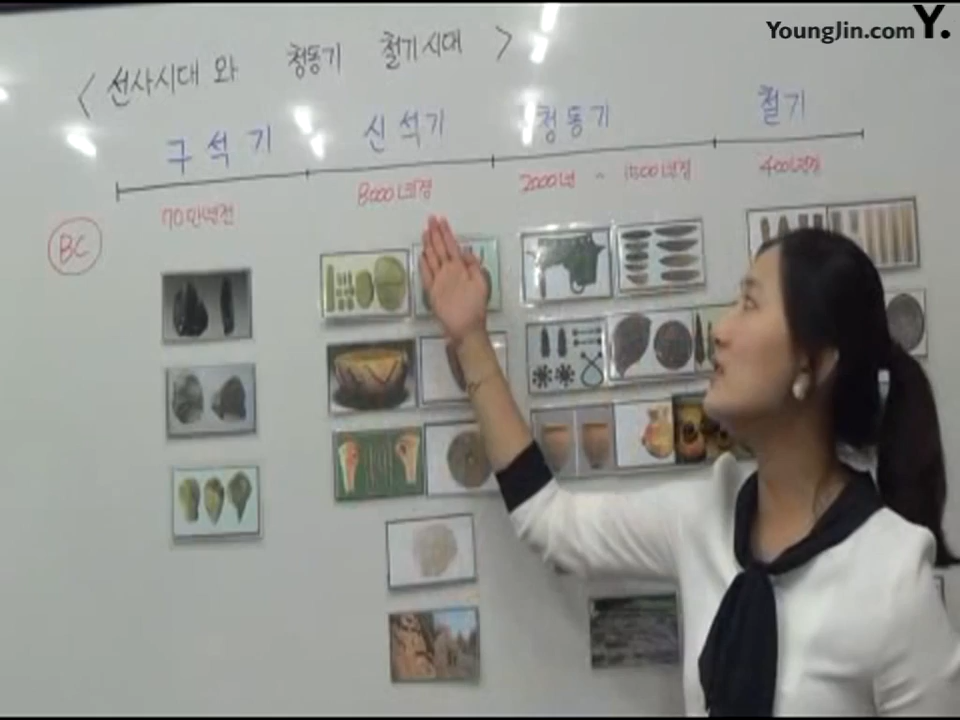 YoungJin.com Y.
< 선사시대 와 청동기 철기시대 >
구석기 신석기 청동기 철기
70만년전 8000년경 2000년 ~ 1500년경 400년경
BC